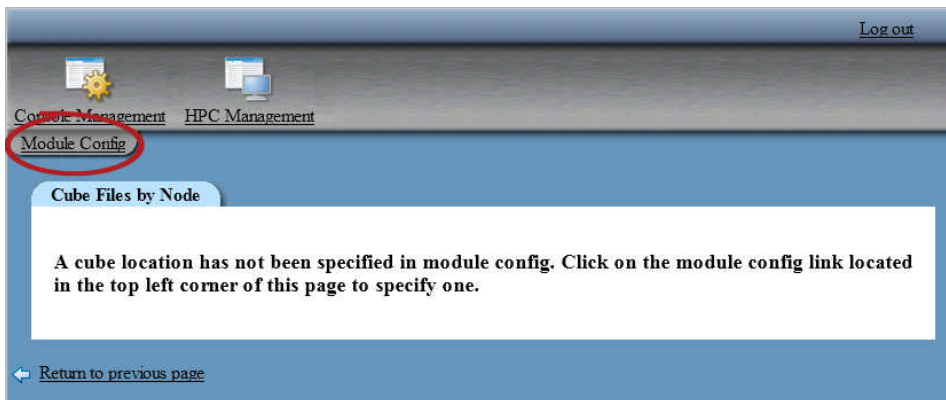 Log out
Console Management HPC Management
Module Config
Cube Files by Node
A cube location has not been specified in module config. Click on the module config link located
in the top left corner of this page to specify one.
Return to previous page